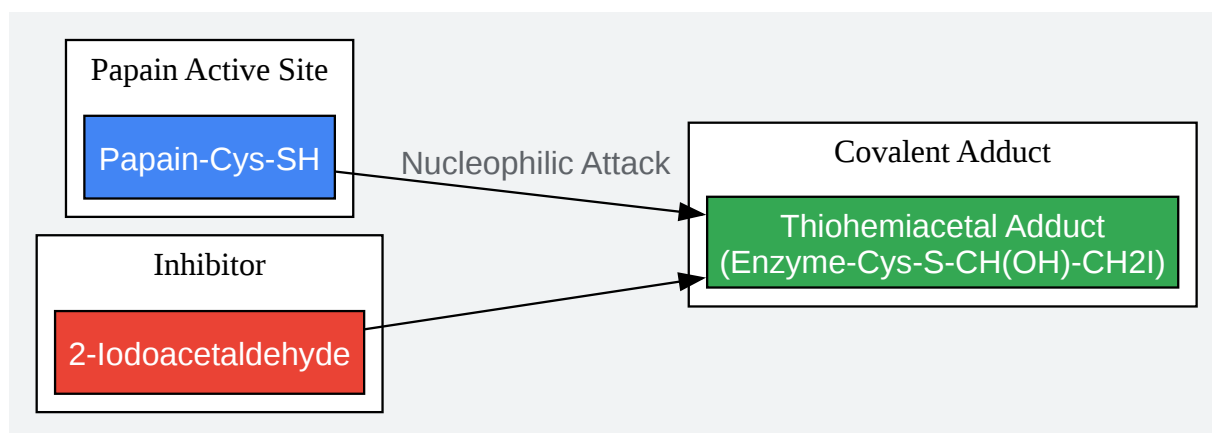 Papain Active Site
Papain-Cys-SH
Nucleophilic Attack
Inhibitor
2-Iodoacetaldehyde
Covalent Adduct
Thiohemiacetal Adduct
(Enzyme-Cys-S-CH(OH)-CH2I)